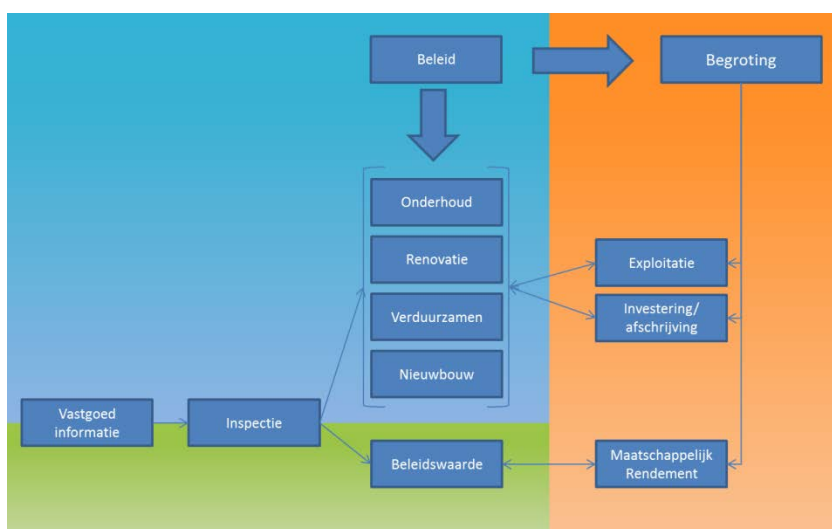 Beleid
Begroting
Onderhoud
Renovatie
Exploitatie
Verduurzamen
Investering/
afschrijving
Nieuwbouw
Vastgoed
informatie
Inspectie
Beleidswaarde
Maatschappelijk
Rendement